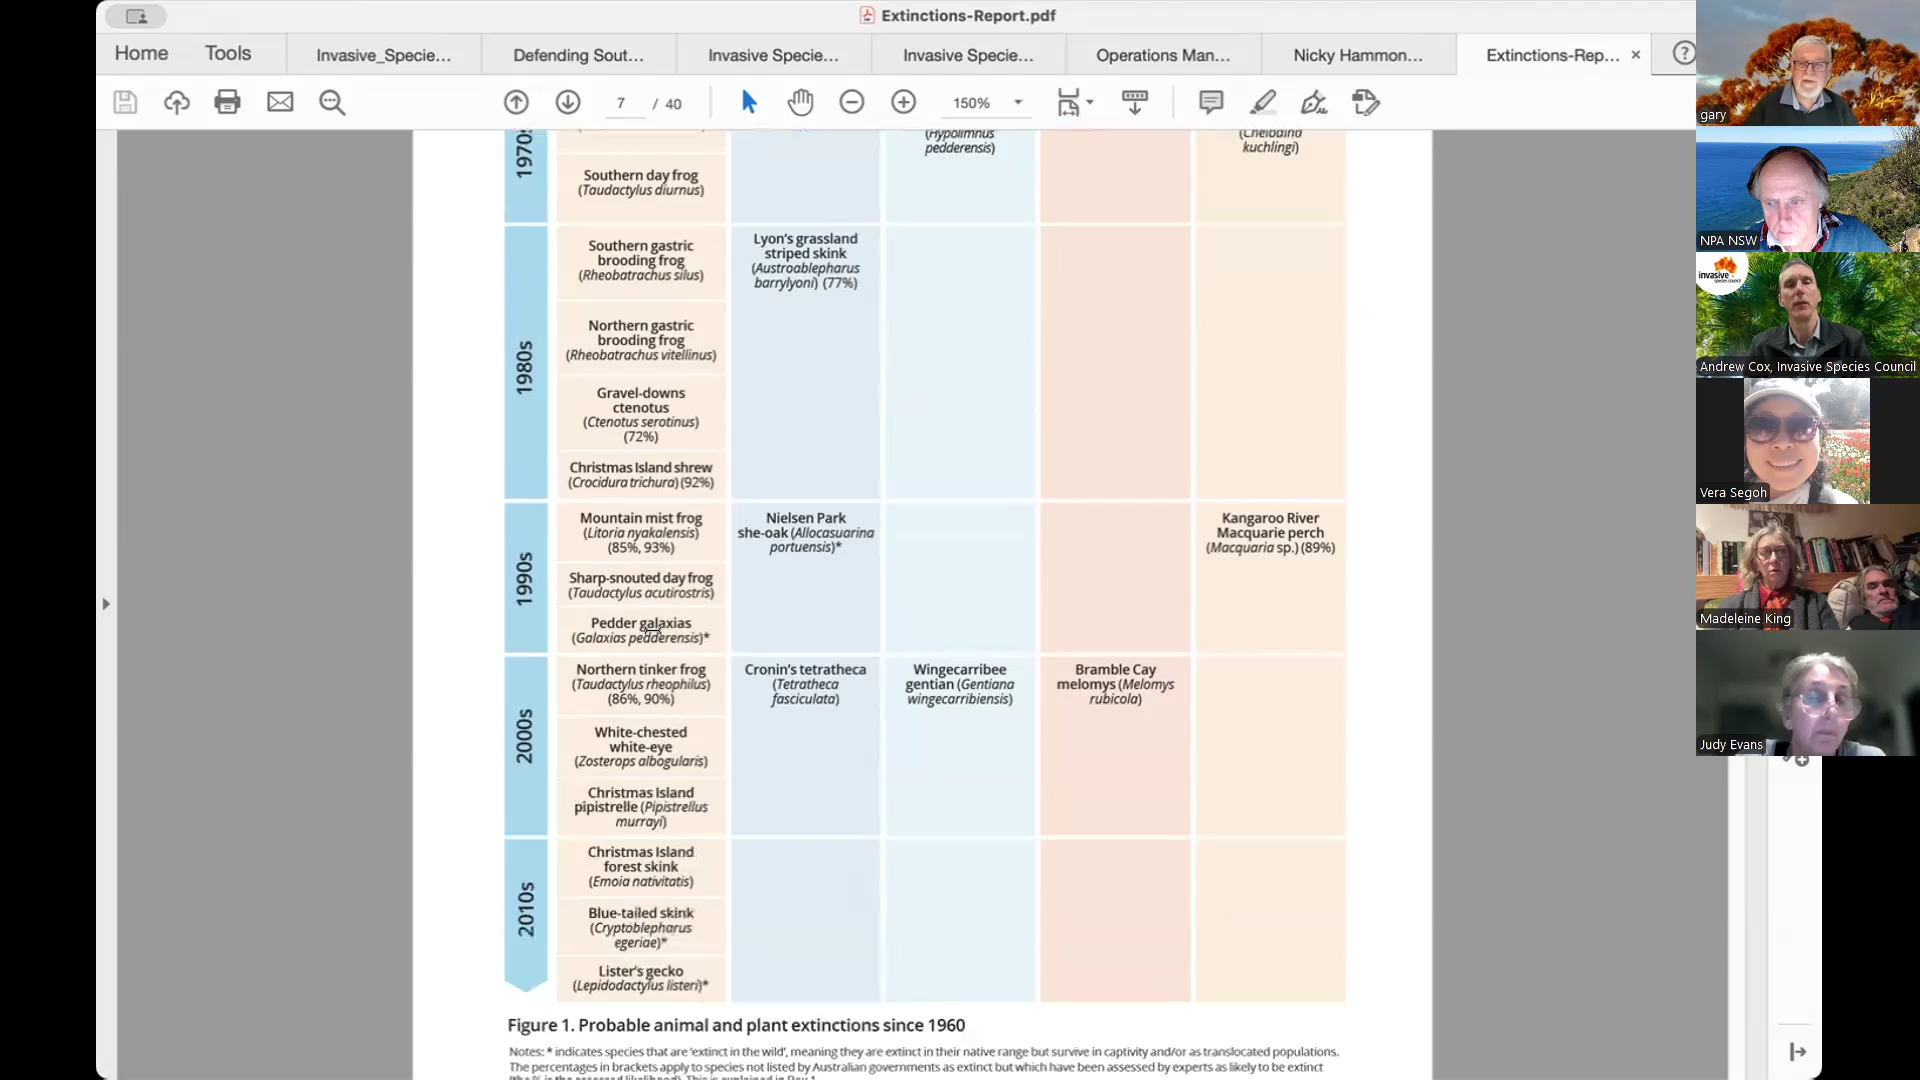 Extinctions-Report.pdf
Home
Tools
Invasive_Specie...
Defending Sout...
Invasive Specie...
Invasive Specie...
Operations Man...
Nicky Hammon...
Extinctions-Rep...
7 / 40
150%
1970s
(Hypolimnus
pedderensis)
(Chelodina
kuchlingi)
Southern day frog
(Taudactylus diurnus)
1980s
Southern gastric
brooding frog
(Rheobatrachus silus)
Lyon's grassland
striped skink
(Austroablepharus
barrylyoni) (77%)
Northern gastric
brooding frog
(Rheobatrachus vitellinus)
Gravel-downs
ctenotus
(Ctenotus serotinus)
(72%)
Christmas Island shrew
(Crocidura trichura) (92%)
1990s
Mountain mist frog
(Litoria nyakalensis)
(85%, 93%)
Nielsen Park
she-oak (Allocasuarina
portuensis)*
Kangaroo River
Macquarie perch
(Macquaria sp.) (89%)
Sharp-snouted day frog
(Taudactylus acutirostris)
Pedder galaxias
(Galaxias pedderensis)*
2000s
Northern tinker frog
(Taudactylus rheophilus)
(86%, 90%)
Cronin's tetratheca
(Tetratheca
fasciculata)
Wingecarribee
gentian (Gentiana
wingecarribiensis)
Bramble Cay
melomys (Melomys
rubicola)
White-chested
white-eye
(Zosterops albogularis)
Christmas Island
pipistrelle (Pipistrellus
murrayi)
2010s
Christmas Island
forest skink
(Emoia nativitatis)
Blue-tailed skink
(Cryptoblepharus
egeriae)*
Lister's gecko
(Lepidodactylus listeri)*
Figure 1. Probable animal and plant extinctions since 1960
Notes: * indicates species that are 'extinct in the wild', meaning they are extinct in their native range but survive in captivity and/or as translocated populations.
The percentages in brackets apply to species not listed by Australian governments as extinct but which have been assessed by experts as likely to be extinct
gary
NPA NSW
invasive
species council
Andrew Cox, Invasive Species Council
Vera Segoh
Madeleine King
Judy Evans